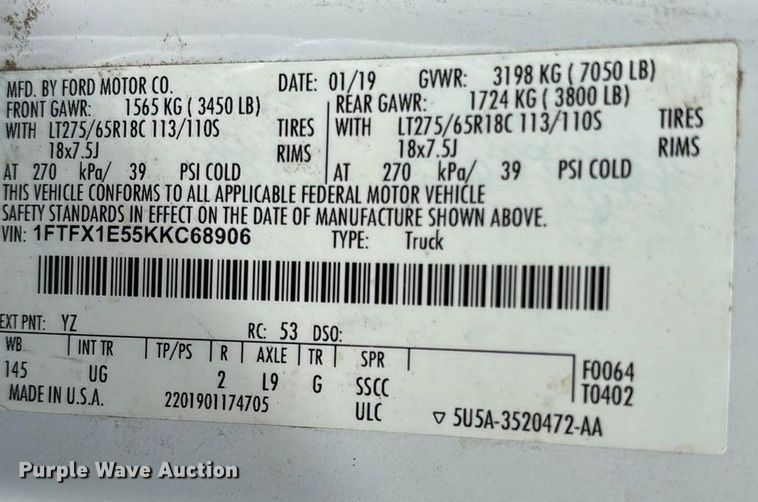 MFD. BY FORD MOTOR CO. DATE: 01/19 GVWR: 3198 KG ( 7050 LB)
FRONT GAWR: 1565 KG ( 3450 LB) REAR GAWR: 1724 KG ( 3800 LB)
WITH LT275/65R18C 113/110S TIRES WITH LT275/65R18C 113/110S TIRES
18x7.5J RIMS 18x7.5J RIMS
AT 270 kPa/ 39 PSI COLD AT 270 kPa/ 39 PSI COLD
THIS VEHICLE CONFORMS TO ALL APPLICABLE FEDERAL MOTOR VEHICLE
SAFETY STANDARDS IN EFFECT ON THE DATE OF MANUFACTURE SHOWN ABOVE.
VIN: 1FTFX1E55KKC68906 TYPE: Truck
EXT PNT: YZ RC: 53 DSO:
WB INT TR TP/PS R AXLE TR SPR F0064
145 UG 2 L9 G SSCC T0402
MADE IN U.S.A. 2201901174705 ULC ▽ 5U5A-3520472-AA
Purple Wave Auction